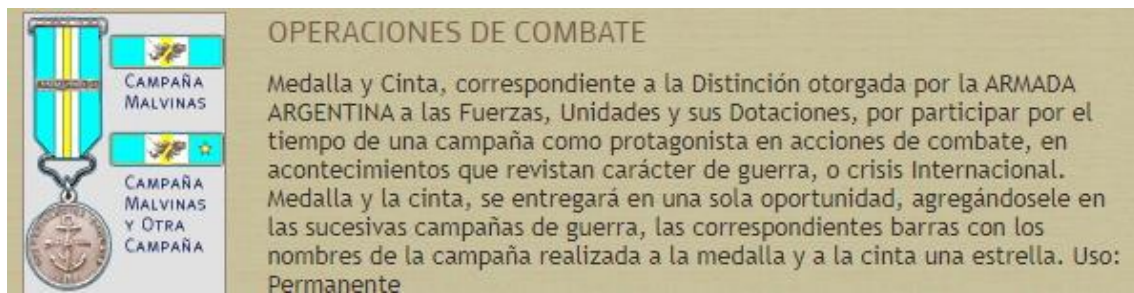 OPERACIONES DE COMBATE
CAMPAÑA
MALVINAS
CAMPAÑA
MALVINAS
Y OTRA
CAMPAÑA
Medalla y Cinta, correspondiente a la Distinción otorgada por la ARMADA
ARGENTINA a las Fuerzas, Unidades y sus Dotaciones, por participar por el
tiempo de una campaña como protagonista en acciones de combate, en
acontecimientos que revistan carácter de guerra, o crisis Internacional.
Medalla y la cinta, se entregará en una sola oportunidad, agregándosele en
las sucesivas campañas de guerra, las correspondientes barras con los
nombres de la campaña realizada a la medalla y a la cinta una estrella. Uso:
Permanente